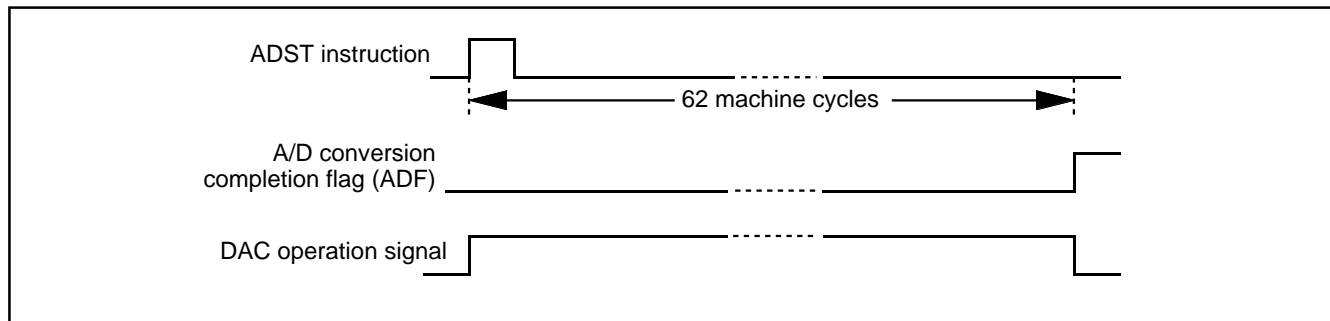 ADST instruction
62 machine cycles
A/D conversion
completion flag (ADF)
DAC operation signal